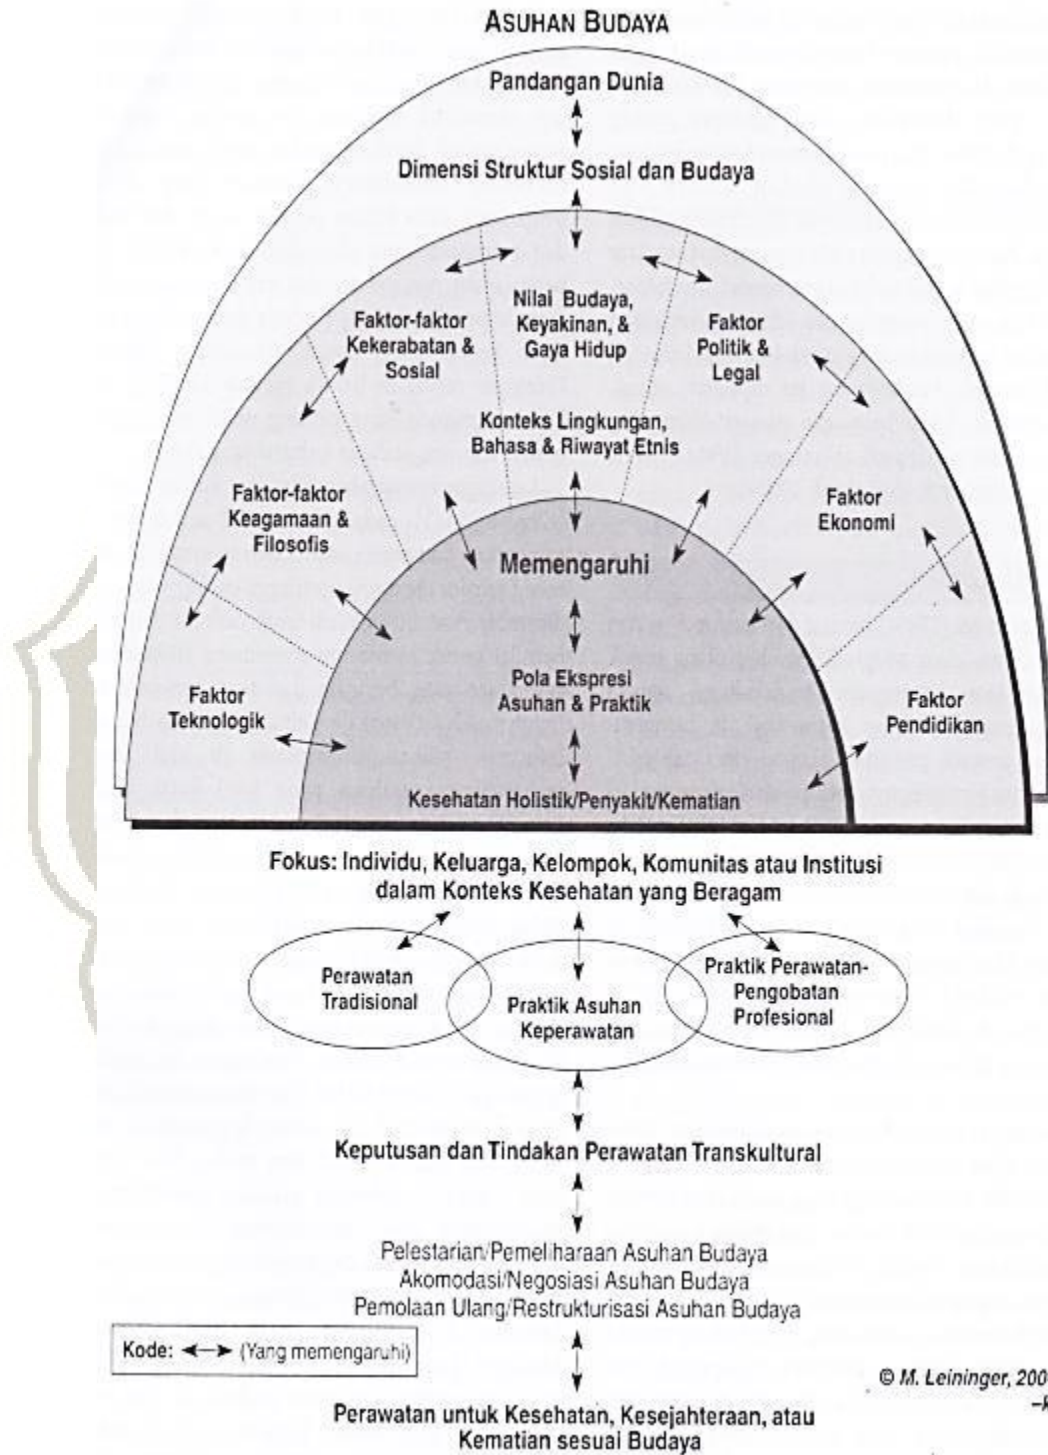 ASUHAN BUDAYA
Pandangan Dunia
Dimensi Struktur Sosial dan Budaya
Faktor-faktor
Kekerabatan &
Sosial
Nilai Budaya,
Keyakinan, &
Gaya Hidup
Faktor
Politik &
Legal
Konteks Lingkungan,
Bahasa & Riwayat Etnis
Faktor-faktor
Keagamaan &
Filosofis
Faktor
Ekonomi
Memengaruhi
Faktor
Teknologik
Pola Ekspresi
Asuhan & Praktik
Faktor
Pendidikan
Kesehatan Holistik/Penyakit/Kematian
Fokus: Individu, Keluarga, Kelompok, Komunitas atau Institusi
dalam Konteks Kesehatan yang Beragam
Perawatan
Tradisional
Praktik Asuhan
Keperawatan
Praktik Perawatan-
Pengobatan
Profesional
Keputusan dan Tindakan Perawatan Transkultural
Pelestarian/Pemeliharaan Asuhan Budaya
Akomodasi/Negosiasi Asuhan Budaya
Pemolaan Ulang/Restrukturisasi Asuhan Budaya
Kode: (Yang memengaruhi)
© M. Leininger, 200
–k
Perawatan untuk Kesehatan, Kesejahteraan, atau
Kematian sesuai Budaya